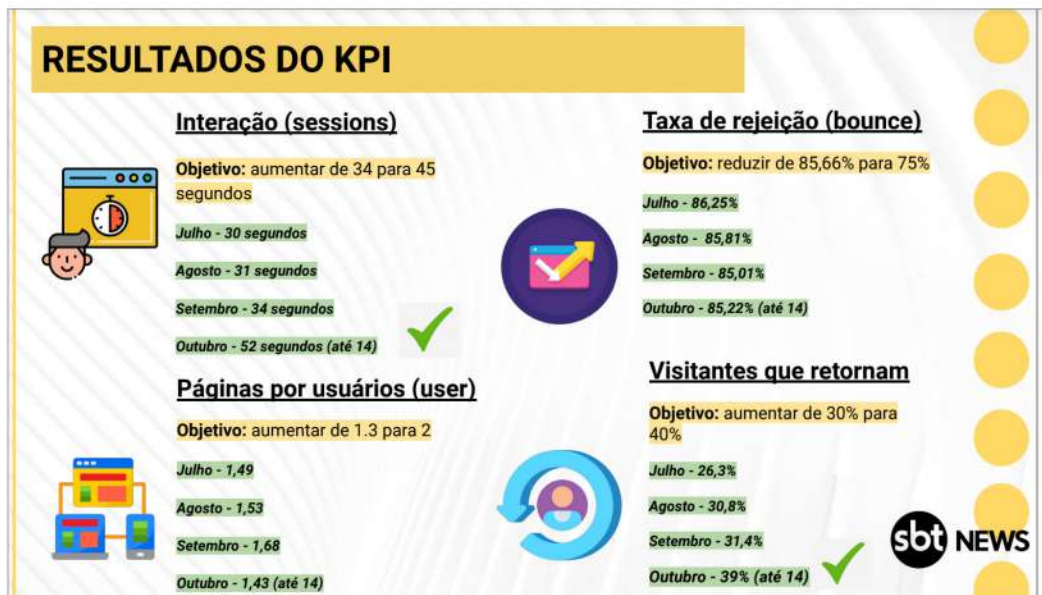 RESULTADOS DO KPI
Interação (sessions)
Objetivo: aumentar de 34 para 45
segundos
Julho - 30 segundos
Agosto - 31 segundos
Setembro - 34 segundos
Outubro - 52 segundos (até 14)
Taxa de rejeição (bounce)
Objetivo: reduzir de 85,66% para 75%
Julho - 86,25%
Agosto - 85,81%
Setembro - 85,01%
Outubro - 85,22% (até 14)
Páginas por usuários (user)
Objetivo: aumentar de 1.3 para 2
Julho - 1,49
Agosto - 1,53
Setembro - 1,68
Outubro - 1,43 (até 14)
Visitantes que retornam
Objetivo: aumentar de 30% para
40%
Julho - 26,3%
Agosto - 30,8%
Setembro - 31,4%
Outubro - 39% (até 14)
sbt NEWS